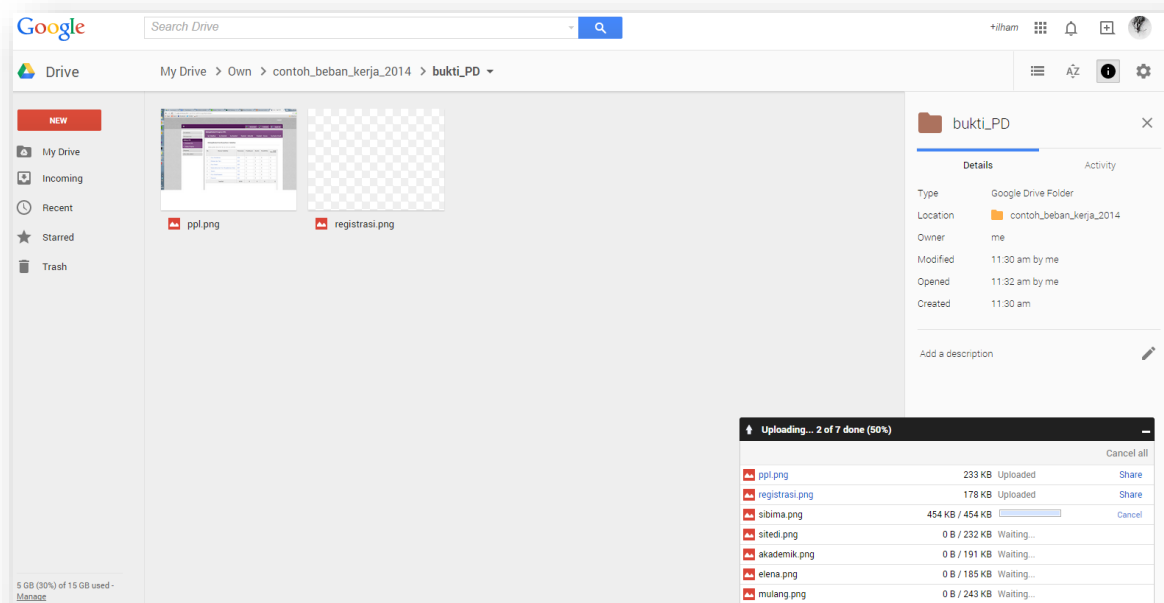 Google Search Drive +ilham
Drive My Drive > Own > contoh_beban_kerja_2014 > bukti_PD AZ
NEW
My Drive
Incoming
Recent
Starred
Trash
5 GB (30%) of 15 GB used -
Manage
ppl.png registrasi.png
bukti_PD
Details Activity
Type Google Drive Folder
Location contoh_beban_kerja_2014
Owner me
Modified 11:30 am by me
Opened 11:32 am by me
Created 11:30 am
Add a description
Uploading... 2 of 7 done (50%)
Cancel all
ppl.png 233 KB Uploaded Share
registrasi.png 178 KB Uploaded Share
sibima.png 454 KB / 454 KB Cancel
sitedi.png 0 B / 232 KB Waiting...
akademik.png 0 B / 191 KB Waiting...
elena.png 0 B / 185 KB Waiting...
mulang.png 0 B / 243 KB Waiting...